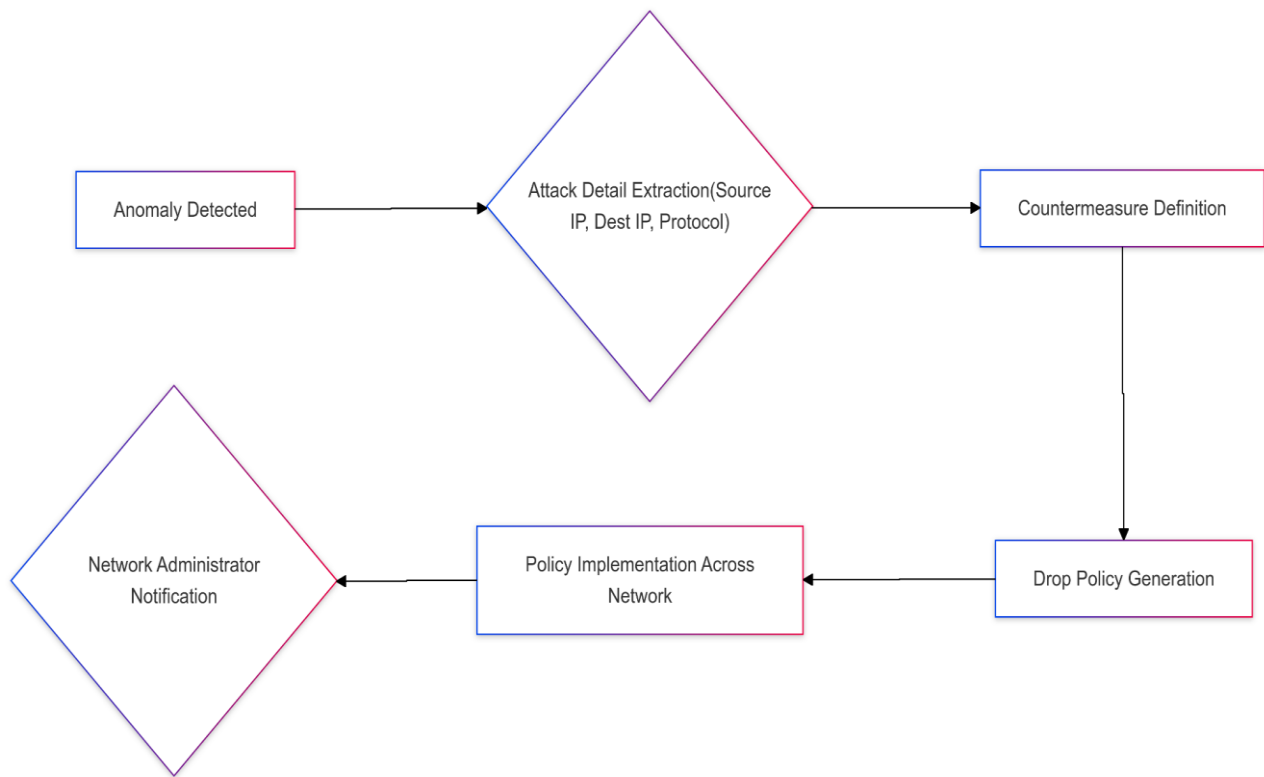 Anomaly Detected
Attack Detail Extraction(Source
IP, Dest IP, Protocol)
Countermeasure Definition
Drop Policy Generation
Policy Implementation Across
Network
Network Administrator
Notification